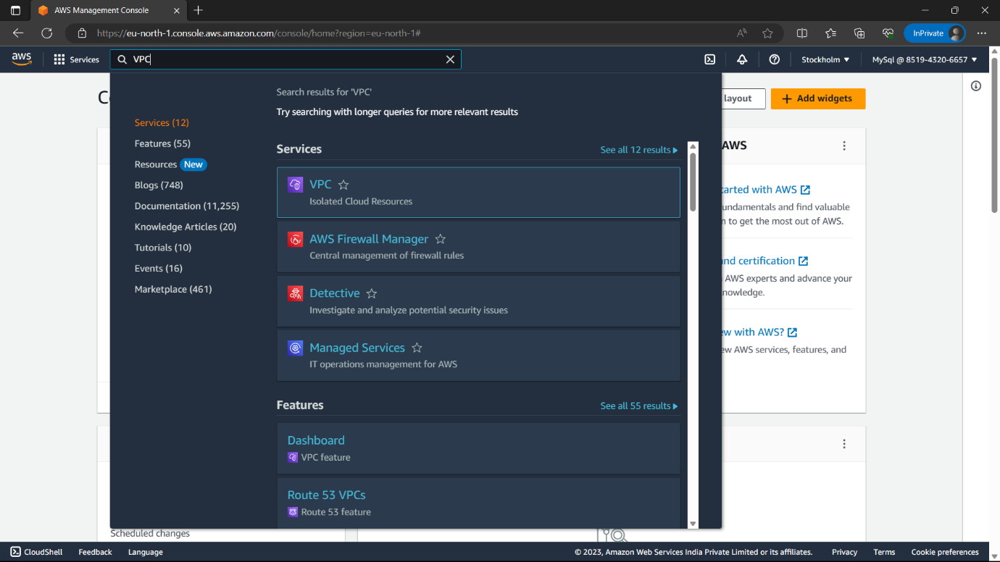 AWS Management Console
https://eu-north-1.console.aws.amazon.com/console/home?region=eu-north-1#
InPrivate
aws
Services
VPC
Stockholm
MySql @ 8519-4320-6657
Search results for 'VPC'
Try searching with longer queries for more relevant results
Services (12)
Features (55)
Resources New
Blogs (748)
Documentation (11,255)
Knowledge Articles (20)
Tutorials (10)
Events (16)
Marketplace (461)
Services
See all 12 results
VPC
Isolated Cloud Resources
AWS Firewall Manager
Central management of firewall rules
Detective
Investigate and analyze potential security issues
Managed Services
IT operations management for AWS
Features
See all 55 results
Dashboard
VPC feature
Route 53 VPCs
Route 53 feature
layout
Add widgets
AWS
started with AWS
undamentals and find valuable
n to get the most out of AWS.
nd certification
AWS experts and advance your
nowledge.
ew with AWS?
ew AWS services, features, and
Scheduled changes
CloudShell
Feedback
Language
© 2023, Amazon Web Services India Private Limited or its affiliates.
Privacy
Terms
Cookie preferences